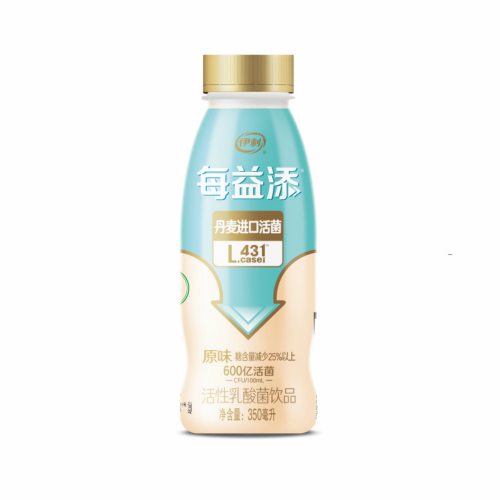 伊利
每益添
丹麦进口活菌
L.casei 431™
原味 糖含量减少25%以上
600亿活菌
CFU/100mL
活性乳酸菌饮品
净含量：350毫升